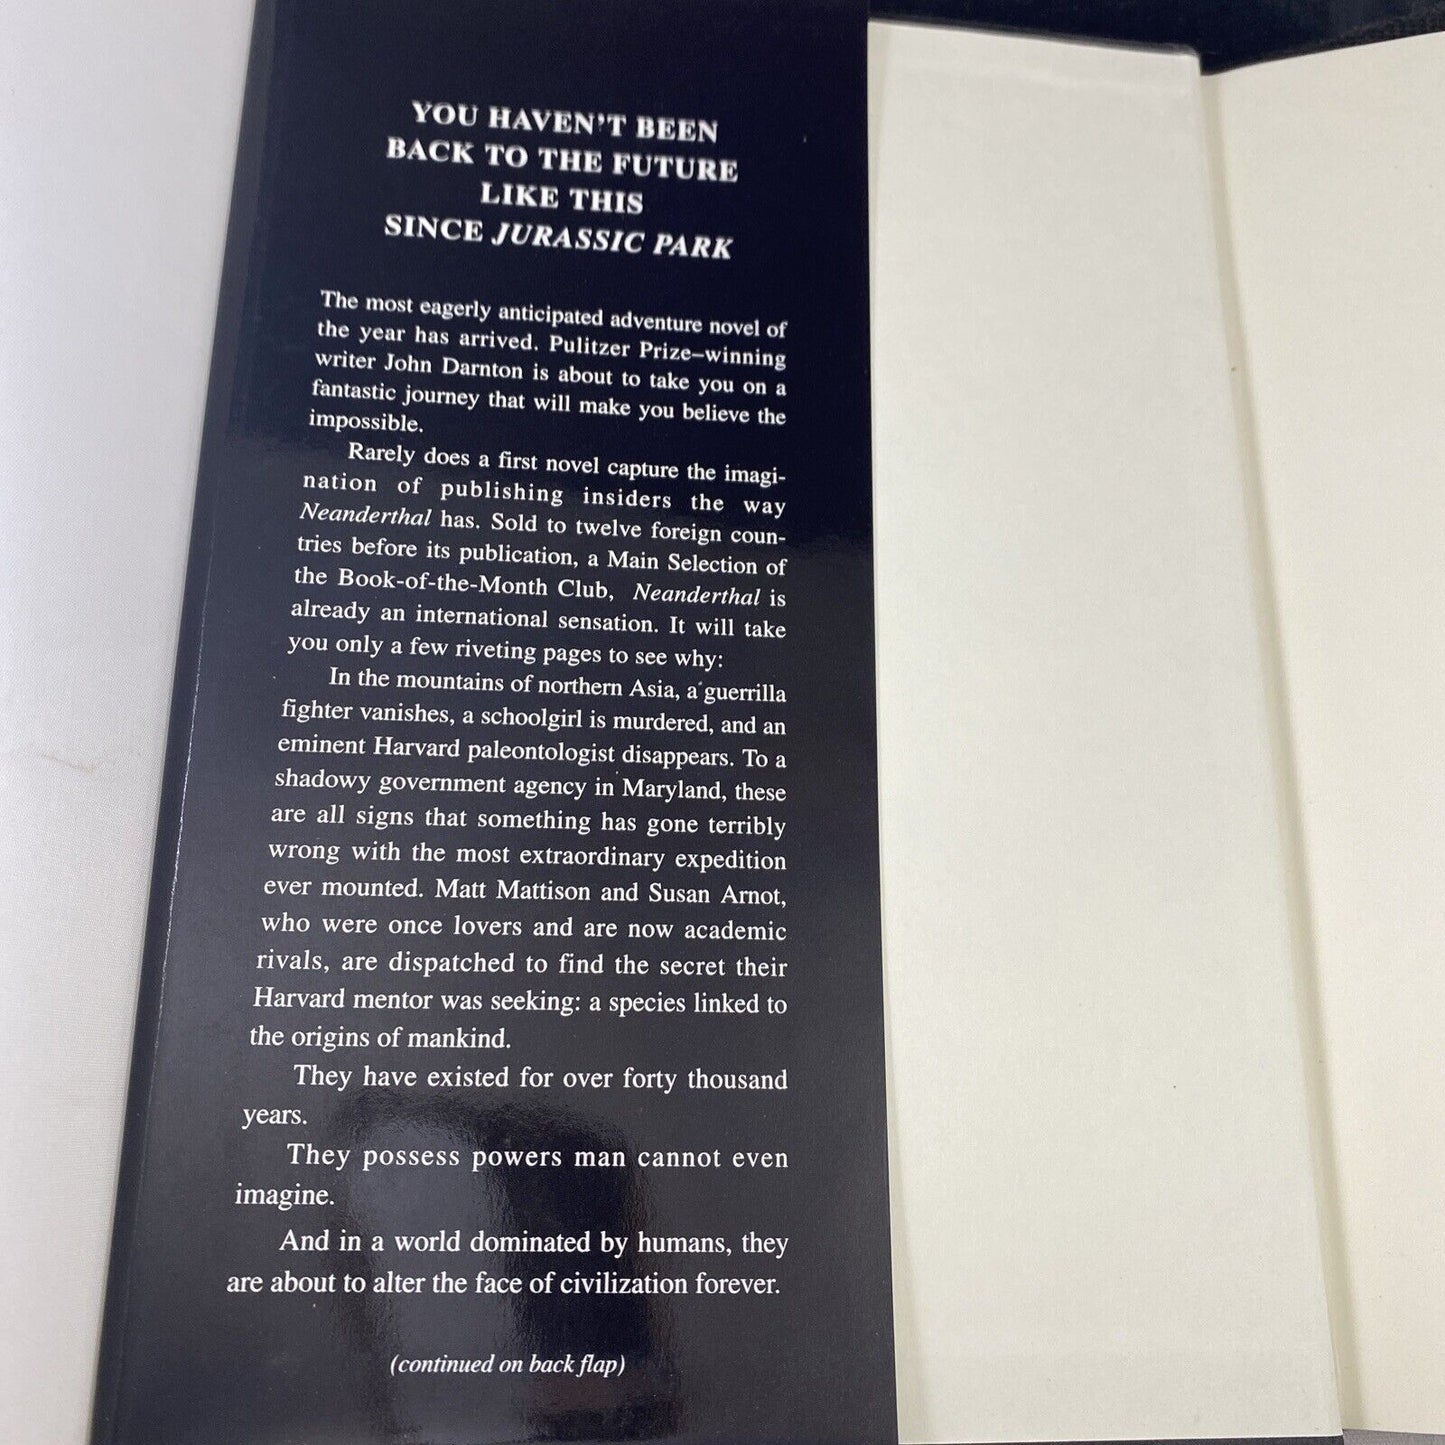 YOU HAVEN'T BEEN
BACK TO THE FUTURE
LIKE THIS
SINCE JURASSIC PARK
The most eagerly anticipated adventure novel of
the year has arrived. Pulitzer Prize–winning
writer John Darnton is about to take you on a
fantastic journey that will make you believe the
impossible.
Rarely does a first novel capture the imagi-
nation of publishing insiders the way
Neanderthal has. Sold to twelve foreign coun-
tries before its publication, a Main Selection of
the Book-of-the-Month Club, Neanderthal is
already an international sensation. It will take
you only a few riveting pages to see why:
In the mountains of northern Asia, a guerrilla
fighter vanishes, a schoolgirl is murdered, and an
eminent Harvard paleontologist disappears. To a
shadowy government agency in Maryland, these
are all signs that something has gone terribly
wrong with the most extraordinary expedition
ever mounted. Matt Mattison and Susan Arnot,
who were once lovers and are now academic
rivals, are dispatched to find the secret their
Harvard mentor was seeking: a species linked to
the origins of mankind.
They have existed for over forty thousand
years.
They possess powers man cannot even
imagine.
And in a world dominated by humans, they
are about to alter the face of civilization forever.
(continued on back flap)